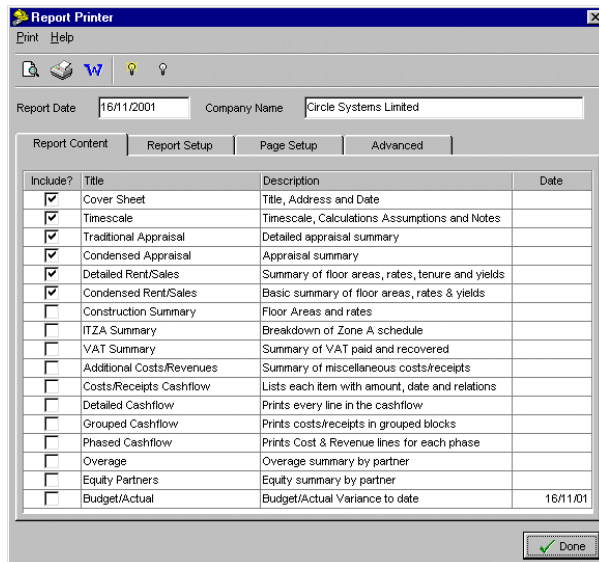 Report Printer
Print Help
W
Report Date 16/11/2001 Company Name Circle Systems Limited
Report Content Report Setup Page Setup Advanced
Include? Title Description Date
Cover Sheet Title, Address and Date
Timescale Timescale, Calculations Assumptions and Notes
Traditional Appraisal Detailed appraisal summary
Condensed Appraisal Appraisal summary
Detailed Rent/Sales Summary of floor areas, rates, tenure and yields
Condensed Rent/Sales Basic summary of floor areas, rates & yields
Construction Summary Floor Areas and rates
ITZA Summary Breakdown of Zone A schedule
VAT Summary Summary of VAT paid and recovered
Additional Costs/Revenues Summary of miscellaneous costs/receipts
Costs/Receipts Cashflow Lists each item with amount, date and relations
Detailed Cashflow Prints every line in the cashflow
Grouped Cashflow Prints costs/receipts in grouped blocks
Phased Cashflow Prints Cost & Revenue lines for each phase
Overage Overage summary by partner
Equity Partners Equity summary by partner
Budget/Actual Budget/Actual Variance to date 16/11/01
Done